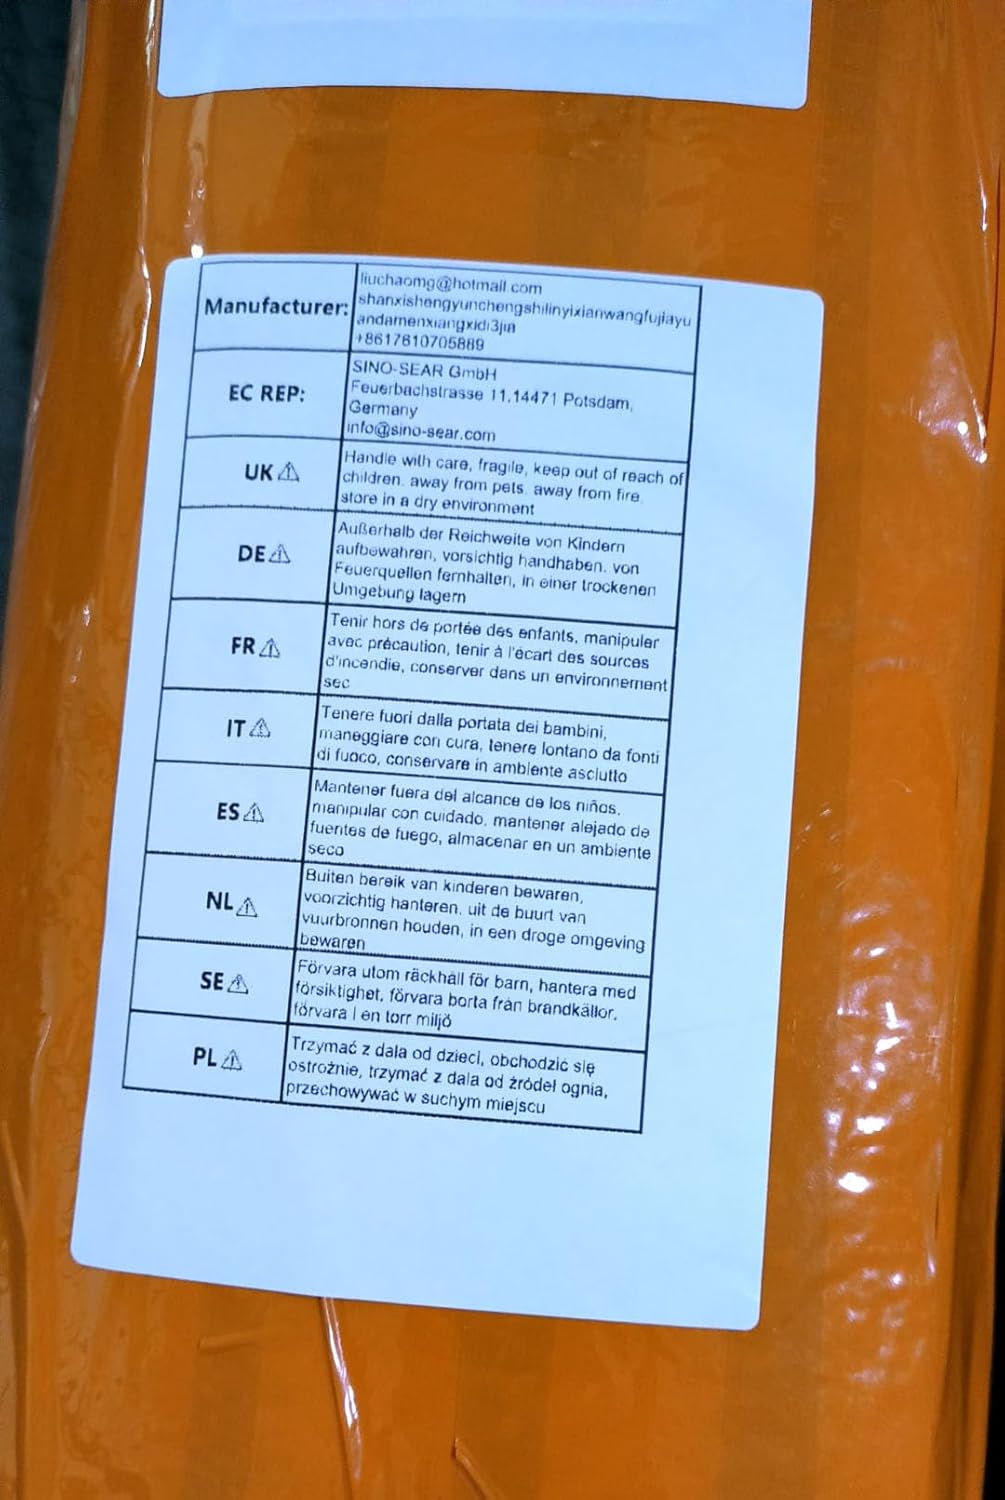 Manufacturer:
liuchaomg@hotmail.com
shanxishengyunchengshilinyixianwangfujiayu
andamenxiangxidi3jia
+8617610705889
EC REP:
SINO-SEAR GmbH
Feuerbachstrasse 11,14471 Potsdam,
Germany
info@sino-sear.com
UK⚠
Handle with care, fragile, keep out of reach of
children, away from pets, away from fire,
store in a dry environment
DE⚠
Außerhalb der Reichweite von Kindern
aufbewahren, vorsichtig handhaben, von
Feuerquellen fernhalten, in einer trockenen
Umgebung lagern
FR⚠
Tenir hors de portée des enfants, manipuler
avec précaution, tenir à l'écart des sources
d'incendie, conserver dans un environnement
sec
IT⚠
Tenere fuori dalla portata dei bambini,
maneggiare con cura, tenere lontano da fonti
di fuoco, conservare in ambiente asciutto
ES⚠
Mantener fuera del alcance de los niños,
manipular con cuidado, mantener alejado de
fuentes de fuego, almacenar en un ambiente
seco
NL⚠
Buiten bereik van kinderen bewaren,
voorzichtig hanteren, uit de buurt van
vuurbronnen houden, in een droge omgeving
bewaren
SE⚠
Förvara utom räckhåll för barn, hantera med
försiktighet, förvara borta från brandkällor,
förvara I en torr miljö
PL⚠
Trzymać z dala od dzieci, obchodzić się
ostrożnie, trzymać z dala od źródeł ognia,
przechowywać w suchym miejscu